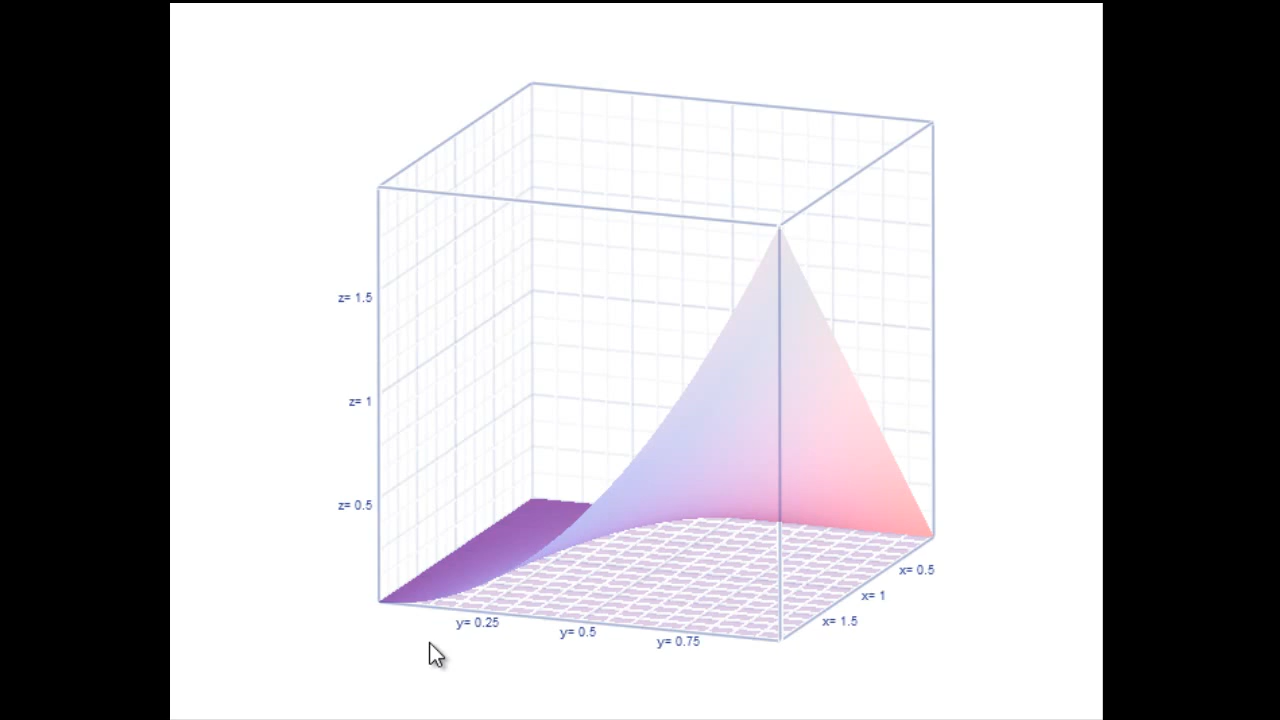 z= 1.5
z= 1
z= 0.5
y= 0.25
y= 0.5
y= 0.75
x= 0.5
x= 1
x= 1.5